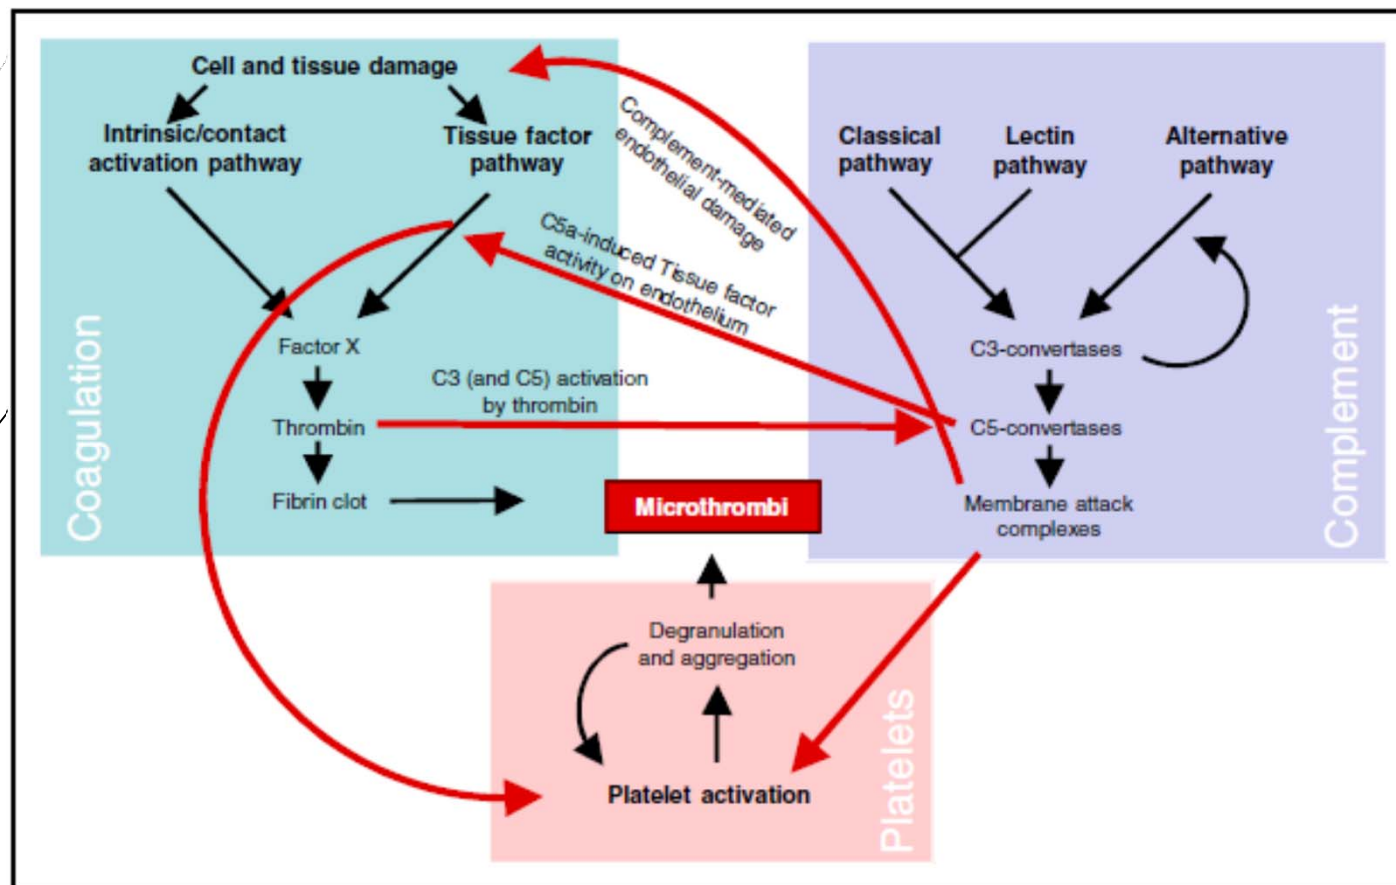 Cell and tissue damage
Intrinsic/contact
activation pathway
Tissue factor
pathway
Factor X
Thrombin
Fibrin clot
Coagulation
Complement-mediated
endothelial damage
C5a-induced Tissue factor
activity on endothelium
C3 (and C5) activation
by thrombin
Microthrombi
Classical
pathway
Lectin
pathway
Alternative
pathway
C3-convertases
C5-convertases
Membrane attack
complexes
Complement
Degranulation
and aggregation
Platelet activation
Platelets